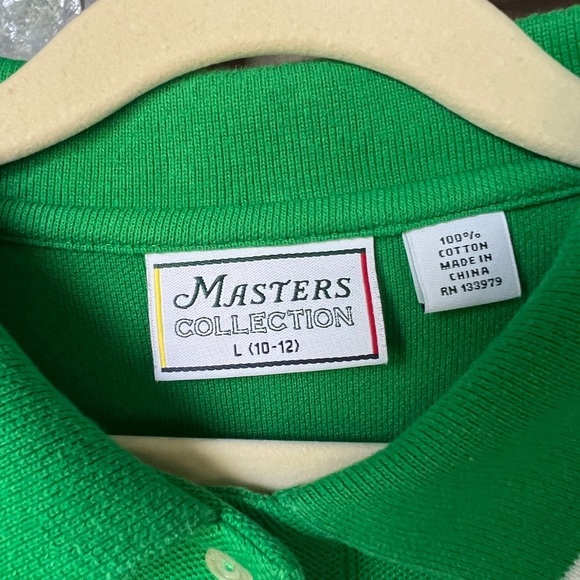 MASTERS
COLLECTION
L (10-12)
100%
COTTON
MADE IN
CHINA
RN 133979